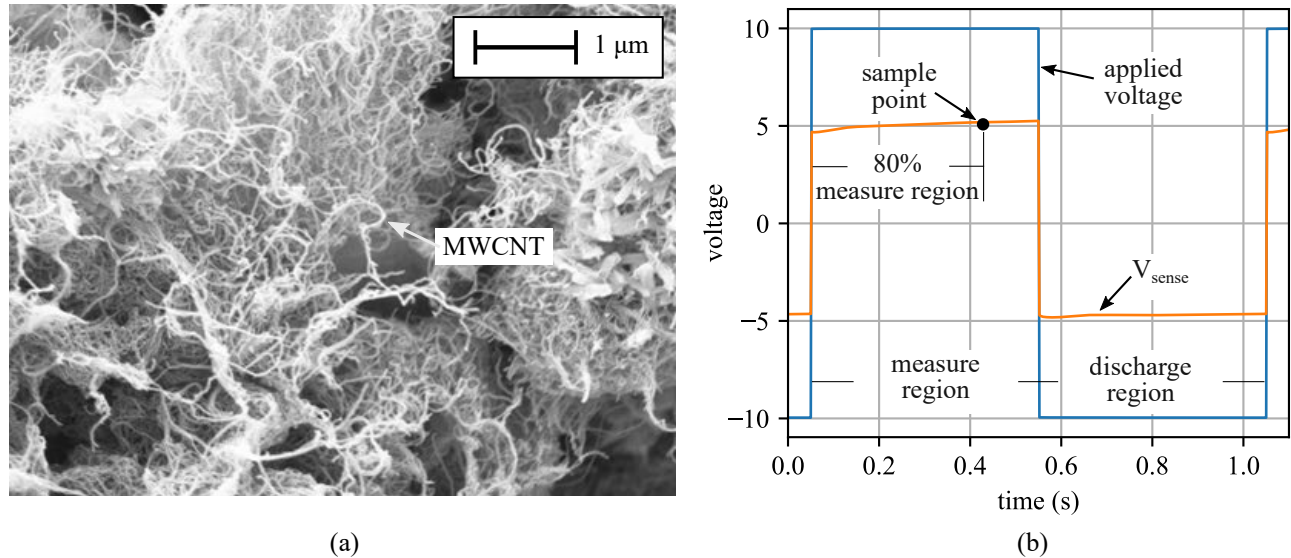 1 μm
MWCNT
(a)
10
5
0
−5
−10
voltage
sample
point
applied
voltage
80%
measure region
V_sense
measure
region
discharge
region
0.0 0.2 0.4 0.6 0.8 1.0
time (s)
(b)